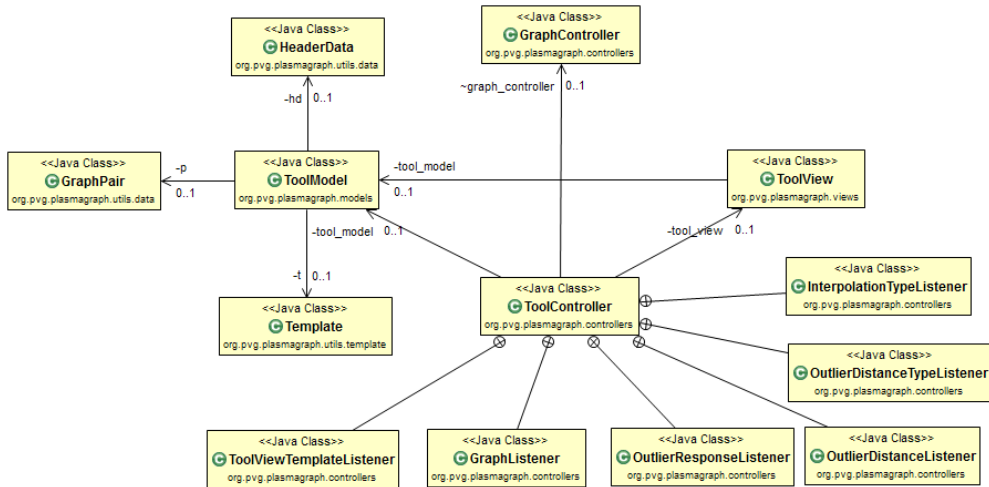 <<Java Class>>
HeaderData
org.pvg.plasmagraph.utils.data
<<Java Class>>
GraphController
org.pvg.plasmagraph.controllers
-hd
0..1
~graph_controller
0..1
<<Java Class>>
GraphPair
org.pvg.plasmagraph.utils.data
-p
0..1
<<Java Class>>
ToolModel
org.pvg.plasmagraph.models
-tool_model
0..1
<<Java Class>>
ToolView
org.pvg.plasmagraph.views
-tool_model
0..1
-tool_view
0..1
-t
0..1
<<Java Class>>
Template
org.pvg.plasmagraph.utils.template
<<Java Class>>
ToolController
org.pvg.plasmagraph.controllers
<<Java Class>>
InterpolationTypeListener
org.pvg.plasmagraph.controllers
<<Java Class>>
OutlierDistanceTypeListener
org.pvg.plasmagraph.controllers
<<Java Class>>
ToolViewTemplateListener
org.pvg.plasmagraph.controllers
<<Java Class>>
GraphListener
org.pvg.plasmagraph.controllers
<<Java Class>>
OutlierResponseListener
org.pvg.plasmagraph.controllers
<<Java Class>>
OutlierDistanceListener
org.pvg.plasmagraph.controllers